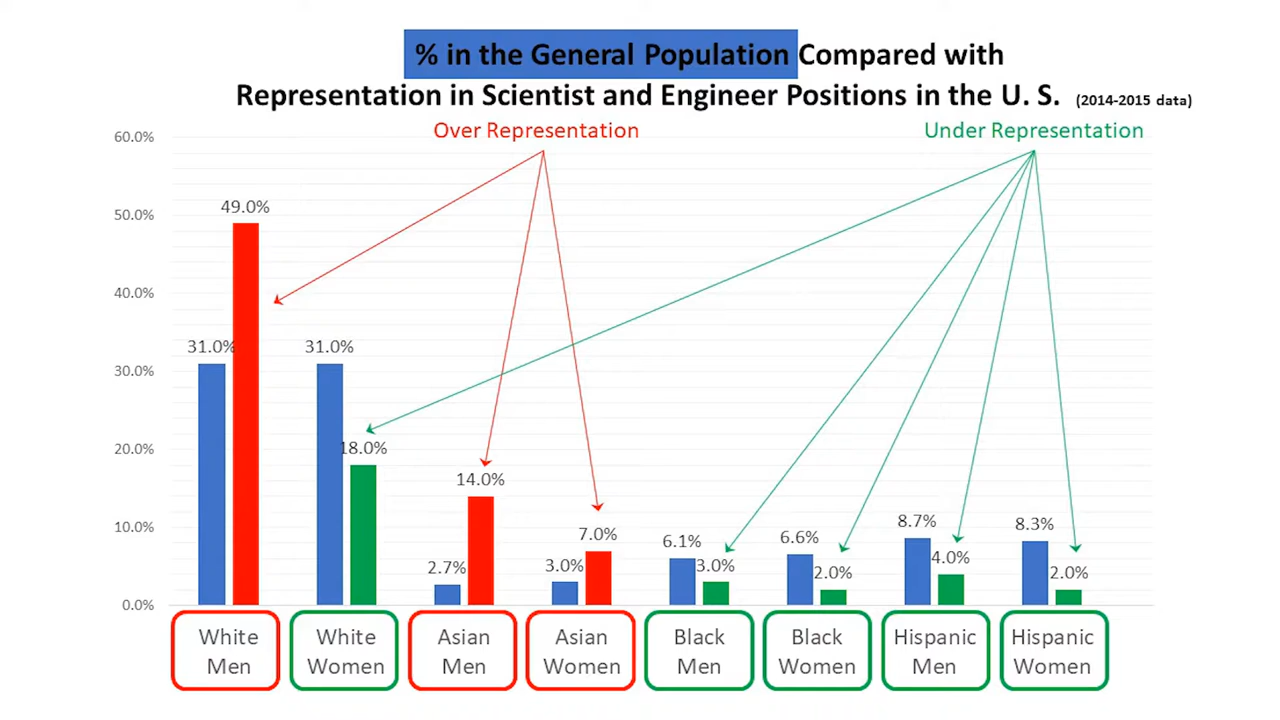 % in the General Population Compared with
Representation in Scientist and Engineer Positions in the U. S. (2014-2015 data)
Over Representation
Under Representation
60.0%
50.0%
40.0%
30.0%
20.0%
10.0%
0.0%
31.0%
49.0%
31.0%
18.0%
2.7%
14.0%
3.0%
7.0%
6.1%
3.0%
6.6%
2.0%
8.7%
4.0%
8.3%
2.0%
White
Men
White
Women
Asian
Men
Asian
Women
Black
Men
Black
Women
Hispanic
Men
Hispanic
Women